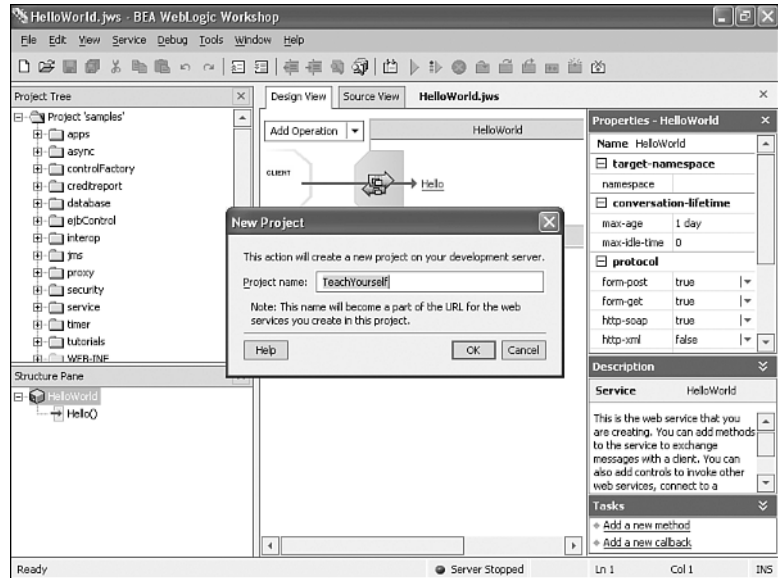 HelloWorld.jws - BEA WebLogic Workshop
File Edit View Service Debug Tools Window Help
Project Tree
Project 'samples'
apps
async
controlFactory
creditreport
database
ejbControl
interop
jms
proxy
security
service
timer
tutorials
WEB-INF
Structure Pane
HelloWorld
Hello()
Design View Source View HelloWorld.jws
Add Operation HelloWorld
CLIENT
Hello
New Project
This action will create a new project on your development server.
Project name: TeachYourself
Note: This name will become a part of the URL for the web
services you create in this project.
Help OK Cancel
Properties - HelloWorld
Name HelloWorld
target-namespace
namespace
conversation-lifetime
max-age 1 day
max-idle-time 0
protocol
form-post true
form-get true
http-soap true
http-xml false
Description
Service HelloWorld
This is the web service that you
are creating. You can add methods
to the service to exchange
messages with a client. You can
also add controls to invoke other
web services, connect to a
Tasks
Add a new method
Add a new callback
Ready Server Stopped Ln 1 Col 1 INS